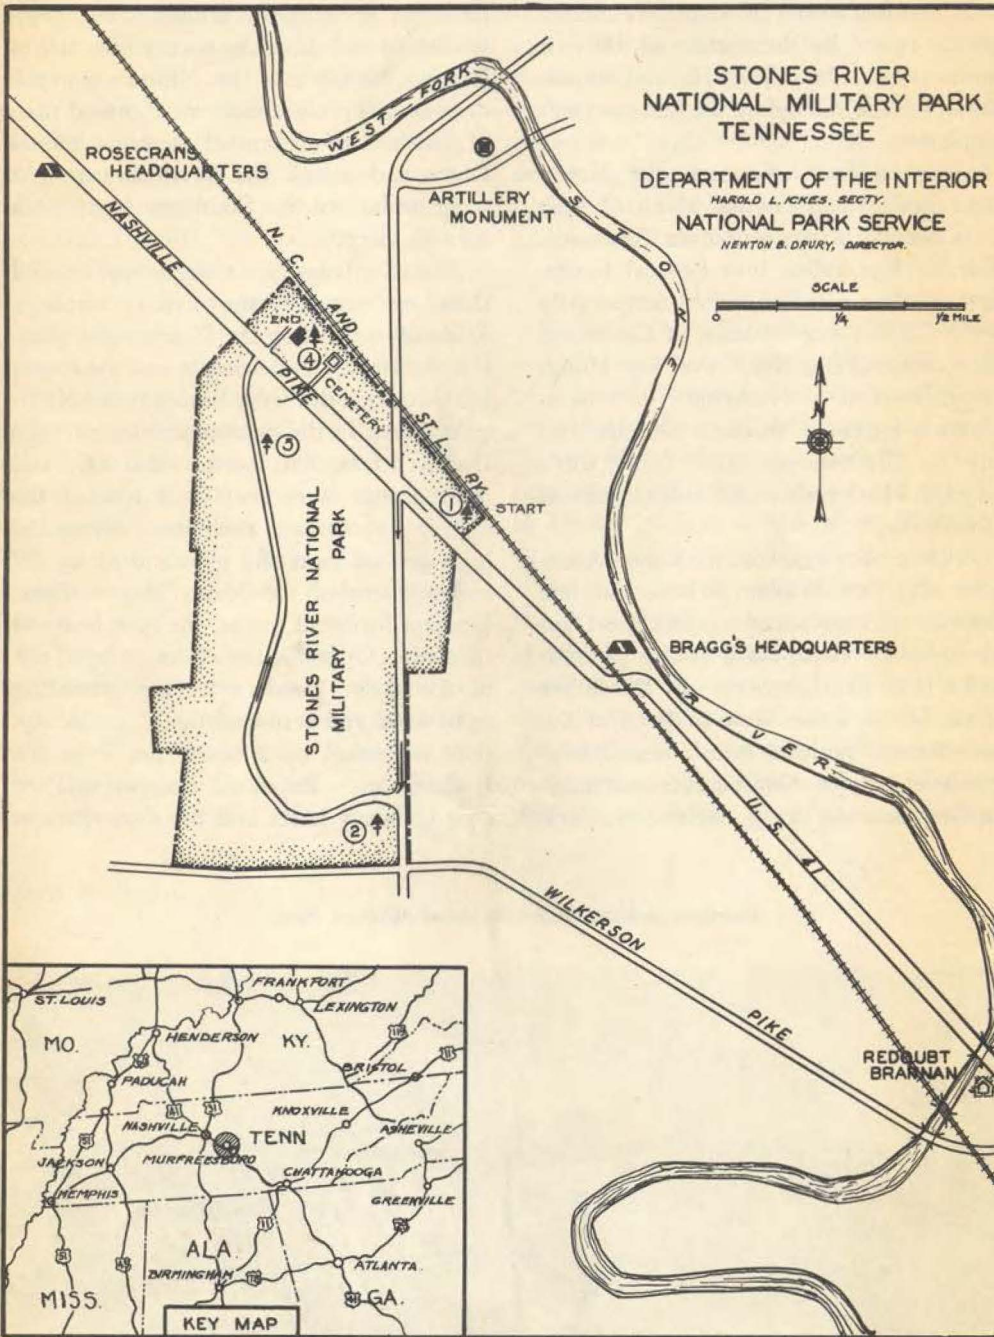 STONES RIVER
NATIONAL MILITARY PARK
TENNESSEE
DEPARTMENT OF THE INTERIOR
HAROLD L. ICKES, SECTY.
NATIONAL PARK SERVICE
NEWTON B. DRURY, DIRECTOR.
SCALE
0 1/4 1/2 MILE
N
WEST FORK STONES RIVER
ROSECRANS
HEADQUARTERS
NASHVILLE PIKE
N. C. AND ST. L. RY.
ARTILLERY
MONUMENT
END
4
CEMETERY
3
1
START
STONES RIVER NATIONAL
MILITARY PARK
2
BRAGG'S HEADQUARTERS
U. S. 41
WILKERSON PIKE
REDOUBT
BRANNAN
ST. LOUIS
FRANKFORT
LEXINGTON
MO.
HENDERSON
KY.
PADUCAH
BRISTOL
KNOXVILLE
NASHVILLE
TENN
ASHEVILLE
MURFREESBORO
JACKSON
CHATTANOOGA
MEMPHIS
GREENVILLE
ALA.
ATLANTA.
BIRMINGHAM
MISS.
GA.
KEY MAP